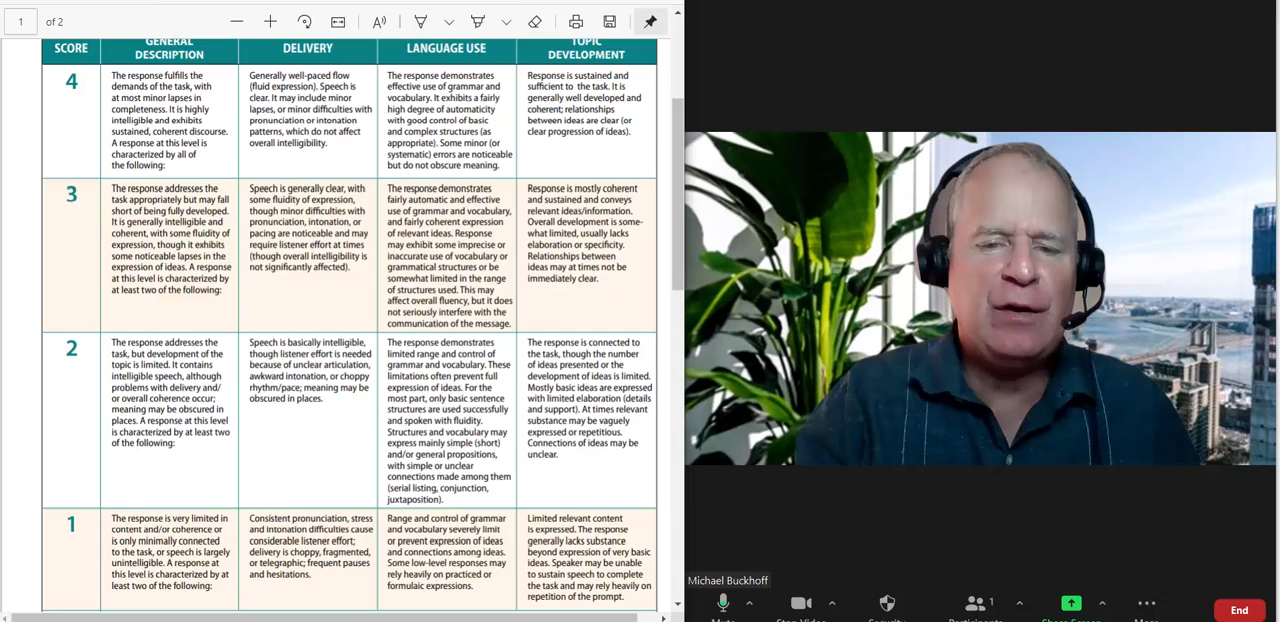 1 of 2
SCORE
GENERAL
DESCRIPTION
DELIVERY
LANGUAGE USE
TOPIC
DEVELOPMENT
4
The response fulfills the
demands of the task, with
at most minor lapses in
completeness. It is highly
intelligible and exhibits
sustained, coherent discourse.
A response at this level is
characterized by all of
the following:
Generally well-paced flow
(fluid expression). Speech is
clear. It may include minor
lapses, or minor difficulties with
pronunciation or intonation
patterns, which do not affect
overall intelligibility.
The response demonstrates
effective use of grammar and
vocabulary. It exhibits a fairly
high degree of automaticity
with good control of basic
and complex structures (as
appropriate). Some minor (or
systematic) errors are noticeable
but do not obscure meaning.
Response is sustained and
sufficient to the task. It is
generally well developed and
coherent; relationships
between ideas are clear (or
clear progression of ideas).
3
The response addresses the
task appropriately but may fall
short of being fully developed.
It is generally intelligible and
coherent, with some fluidity of
expression, though it exhibits
some noticeable lapses in the
expression of ideas. A response
at this level is characterized by
at least two of the following:
Speech is generally clear, with
some fluidity of expression,
though minor difficulties with
pronunciation, intonation, or
pacing are noticeable and may
require listener effort at times
(though overall intelligibility is
not significantly affected).
The response demonstrates
fairly automatic and effective
use of grammar and vocabulary,
and fairly coherent expression
of relevant ideas. Response
may exhibit some imprecise or
inaccurate use of vocabulary or
grammatical structures or be
somewhat limited in the range
of structures used. This may
affect overall fluency, but it does
not seriously interfere with the
communication of the message.
Response is mostly coherent
and sustained and conveys
relevant ideas/information.
Overall development is some-
what limited, usually lacks
elaboration or specificity.
Relationships between
ideas may at times not be
immediately clear.
2
The response addresses the
task, but development of the
topic is limited. It contains
intelligible speech, although
problems with delivery and/
or overall coherence occur;
meaning may be obscured in
places. A response at this level
is characterized by at least two
of the following:
Speech is basically intelligible,
though listener effort is needed
because of unclear articulation,
awkward intonation, or choppy
rhythm/pace; meaning may be
obscured in places.
The response demonstrates
limited range and control of
grammar and vocabulary. These
limitations often prevent full
expression of ideas. For the
most part, only basic sentence
structures are used successfully
and spoken with fluidity.
Structures and vocabulary may
express mainly simple (short)
and/or general propositions,
with simple or unclear
connections made among them
(serial listing, conjunction,
juxtaposition).
The response is connected to
the task, though the number
of ideas presented or the
development of ideas is limited.
Mostly basic ideas are expressed
with limited elaboration (details
and support). At times relevant
substance may be vaguely
expressed or repetitious.
Connections of ideas may be
unclear.
1
The response is very limited in
content and/or coherence or
is only minimally connected
to the task, or speech is largely
unintelligible. A response at
this level is characterized by at
least two of the following:
Consistent pronunciation, stress
and intonation difficulties cause
considerable listener effort;
delivery is choppy, fragmented,
or telegraphic; frequent pauses
and hesitations.
Range and control of grammar
and vocabulary severely limit
or prevent expression of ideas
and connections among ideas.
Some low-level responses may
rely heavily on practiced or
formulaic expressions.
Limited relevant content
is expressed. The response
generally lacks substance
beyond expression of very basic
ideas. Speaker may be unable
to sustain speech to complete
the task and may rely heavily on
repetition of the prompt.
Michael Buckhoff
1
End